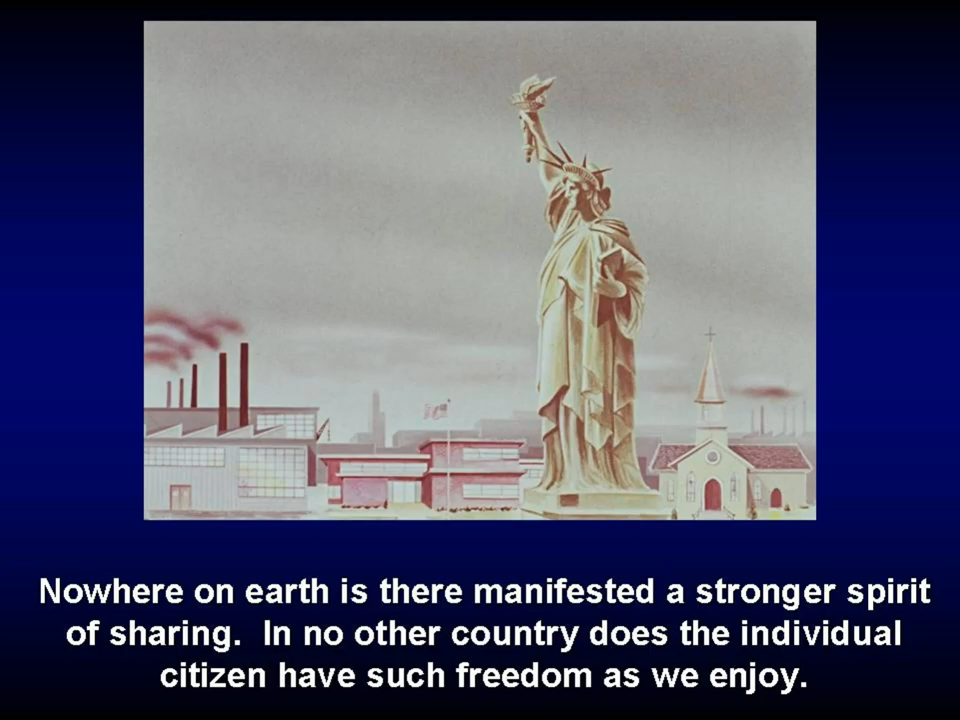 Nowhere on earth is there manifested a stronger spirit
of sharing.  In no other country does the individual
citizen have such freedom as we enjoy.